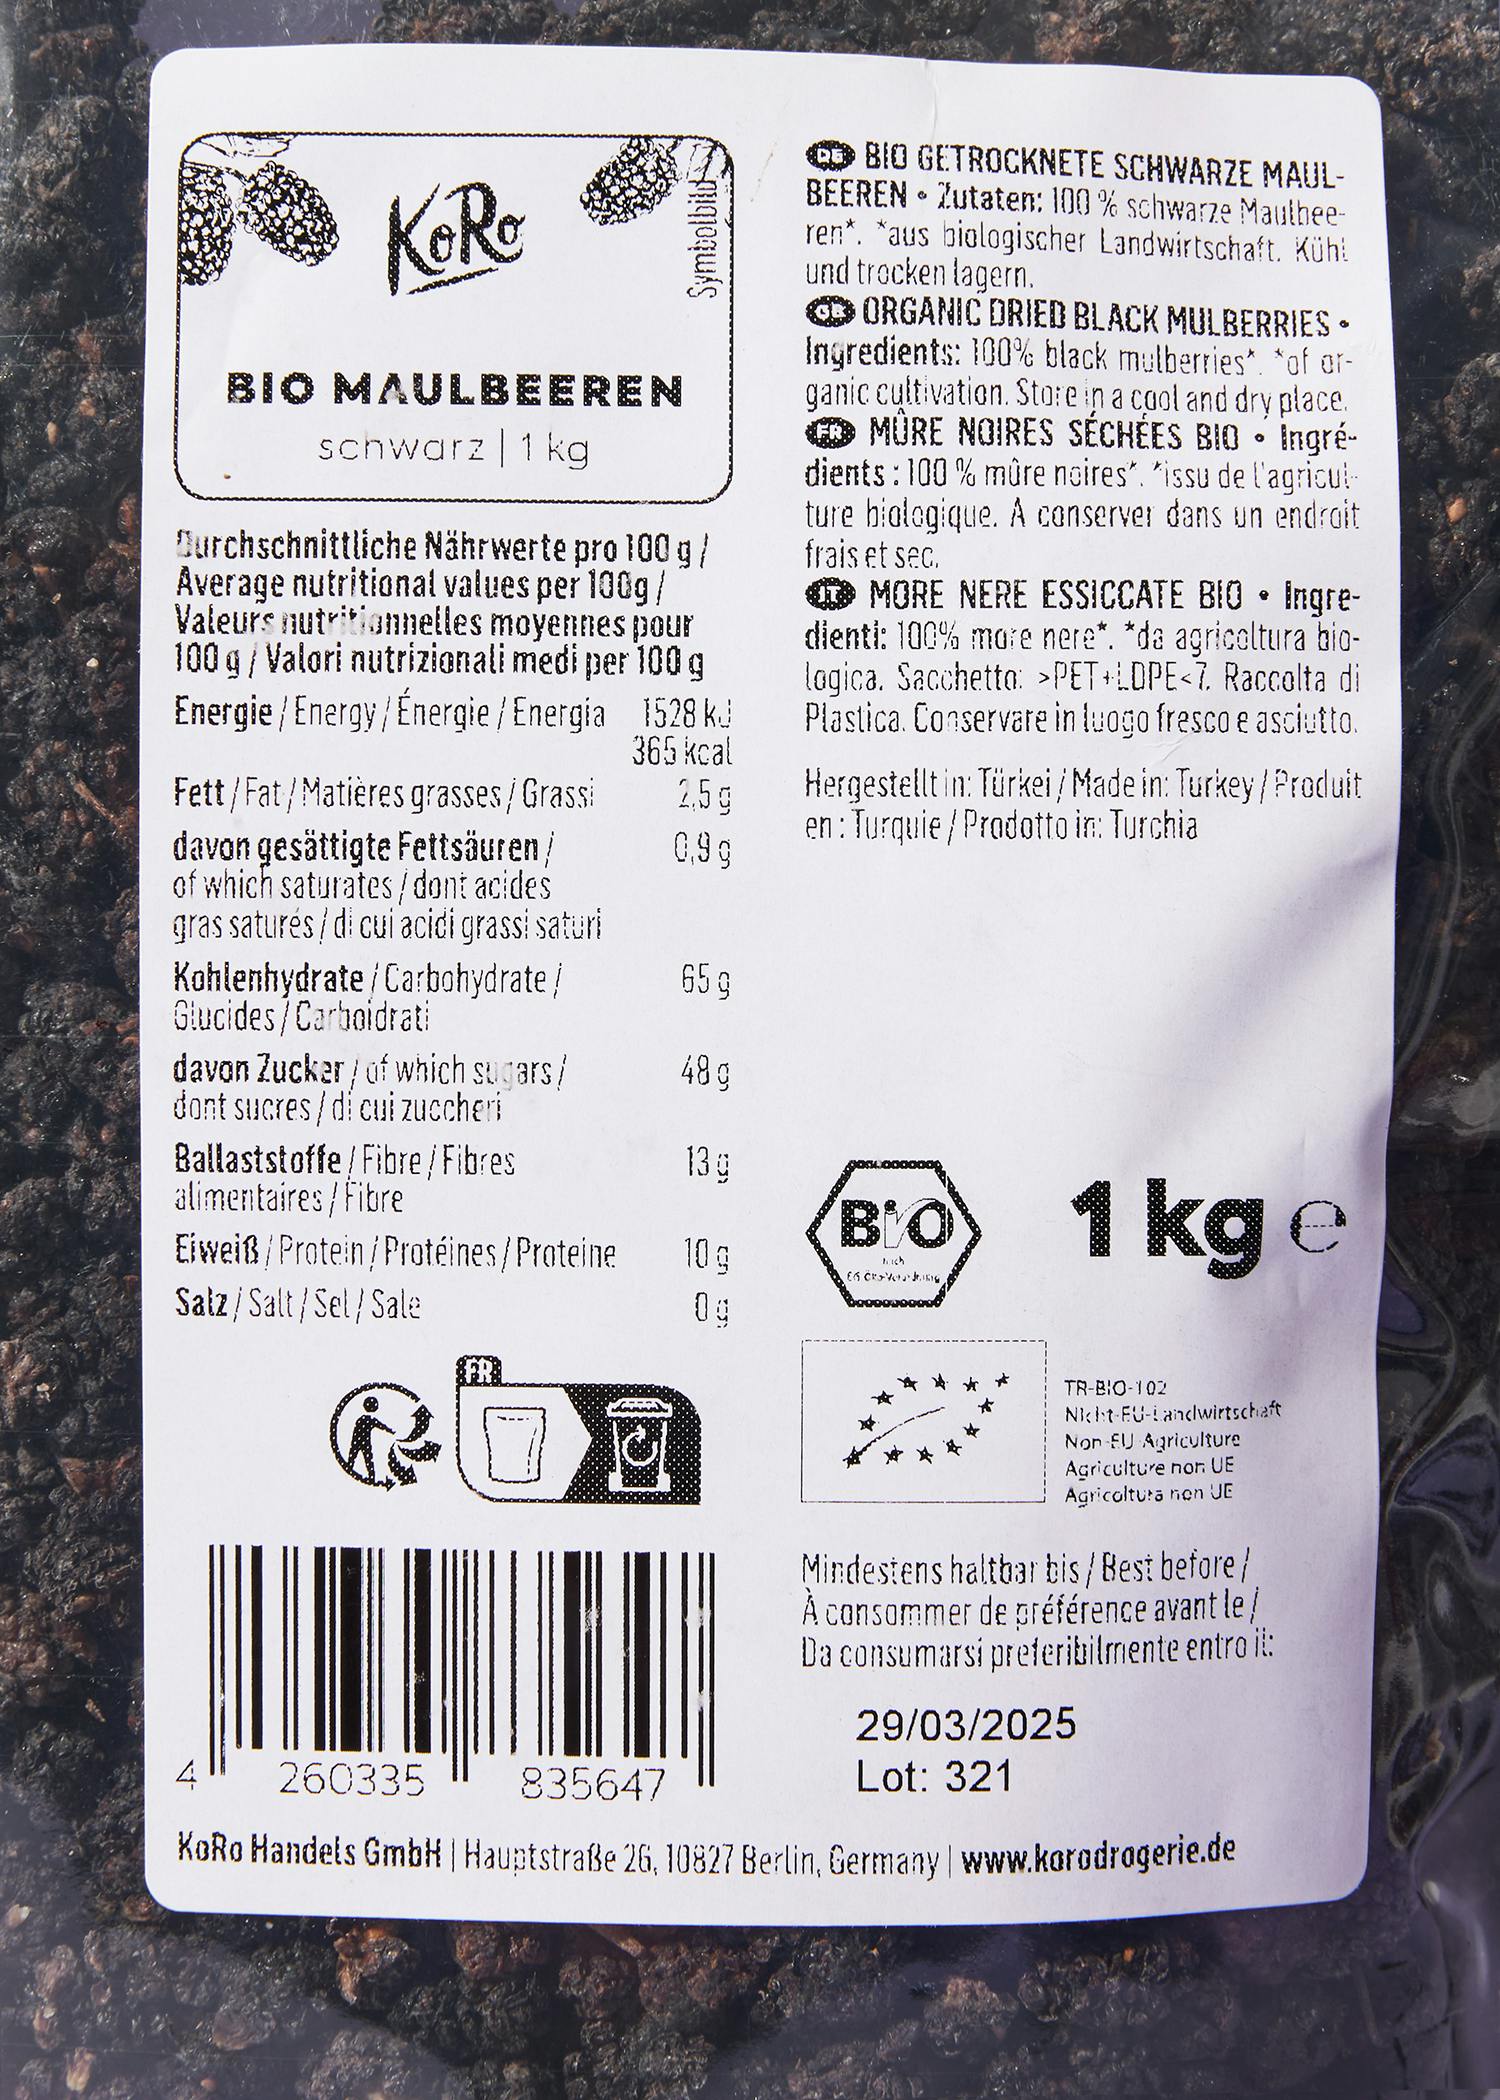 KoRo
Symbolbild
BIO MAULBEEREN
schwarz | 1 kg
Durchschnittliche Nährwerte pro 100 g /
Average nutritional values per 100g /
Valeurs nutritionnelles moyennes pour
100 g / Valori nutrizionali medi per 100 g
Energie / Energy / Énergie / Energia 1528 kJ
365 kcal
Fett / Fat / Matières grasses / Grassi 2,5 g
davon gesättigte Fettsäuren / 0,9 g
of which saturates / dont acides
gras saturés / di cui acidi grassi saturi
Kohlenhydrate / Carbohydrate / 65 g
Glucides / Carboidrati
davon Zucker / of which sugars / 48 g
dont sucres / di cui zuccheri
Ballaststoffe / Fibre / Fibres 13 g
alimentaires / Fibre
Eiweiß / Protein / Protéines / Proteine 10 g
Salz / Salt / Sel / Sale 0 g
FR
4 260335 835647
DE BIO GETROCKNETE SCHWARZE MAUL-
BEEREN • Zutaten: 100 % schwarze Maulbee-
ren*. *aus biologischer Landwirtschaft. Kühl
und trocken lagern.
GB ORGANIC DRIED BLACK MULBERRIES •
Ingredients: 100% black mulberries*. *of or-
ganic cultivation. Store in a cool and dry place.
FR MÛRE NOIRES SÉCHÉES BIO • Ingré-
dients : 100 % mûre noires*. *issu de l'agricul-
ture biologique. A conserver dans un endroit
frais et sec.
IT MORE NERE ESSICCATE BIO • Ingre-
dienti: 100% more nere*. *da agricoltura bio-
logica. Sacchetto: >PET+LDPE<7. Raccolta di
Plastica. Conservare in luogo fresco e asciutto.
Hergestellt in: Türkei / Made in: Turkey / Produit
en : Turquie / Prodotto in: Turchia
Bio
nach
EG-Öko-Verordnung
1 kg e
TR-BIO-102
Nicht-EU-Landwirtschaft
Non-EU Agriculture
Agriculture non UE
Agricoltura non UE
Mindestens haltbar bis / Best before /
À consommer de préférence avant le /
Da consumarsi preferibilmente entro il:
29/03/2025
Lot: 321
KoRo Handels GmbH | Hauptstraße 26, 10827 Berlin, Germany | www.korodrogerie.de